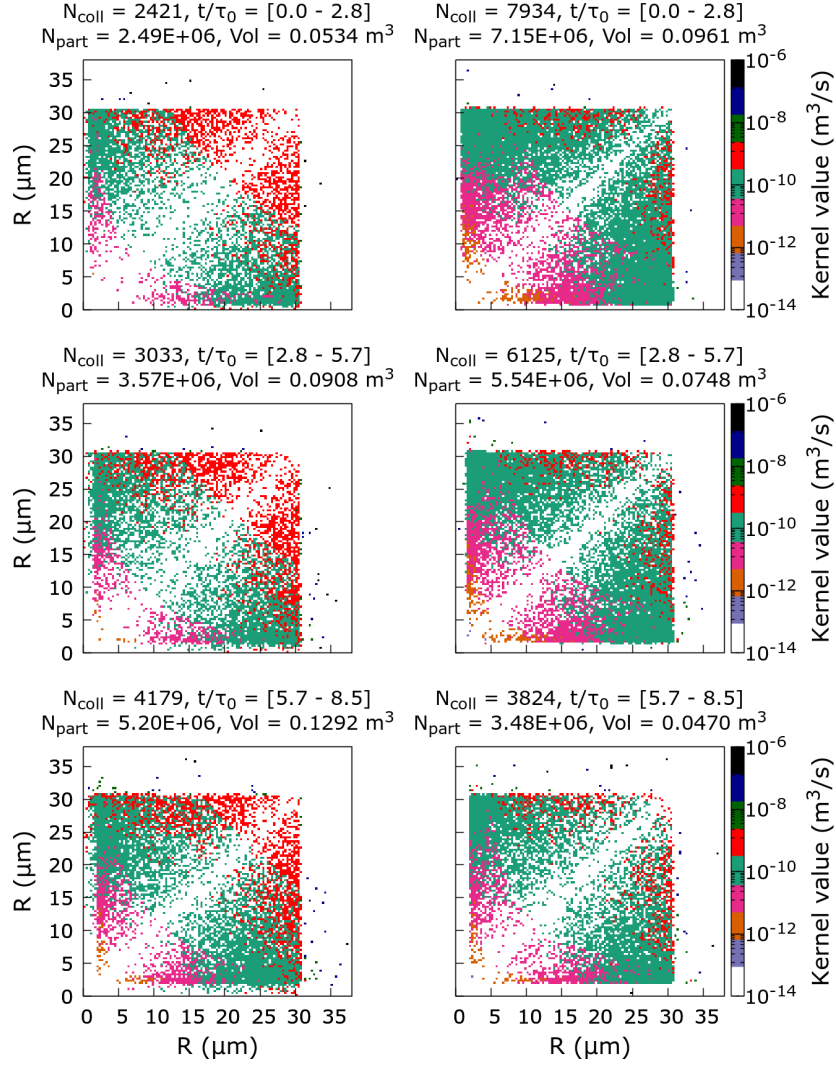 N_coll = 2421, t/τ₀ = [0.0 - 2.8]
N_part = 2.49E+06, Vol = 0.0534 m³
N_coll = 7934, t/τ₀ = [0.0 - 2.8]
N_part = 7.15E+06, Vol = 0.0961 m³
35
30
25
20
15
10
5
0
R (μm)
10⁻⁶
10⁻⁸
10⁻¹⁰
10⁻¹²
10⁻¹⁴
Kernel value (m³/s)
N_coll = 3033, t/τ₀ = [2.8 - 5.7]
N_part = 3.57E+06, Vol = 0.0908 m³
N_coll = 6125, t/τ₀ = [2.8 - 5.7]
N_part = 5.54E+06, Vol = 0.0748 m³
35
30
25
20
15
10
5
0
R (μm)
10⁻⁶
10⁻⁸
10⁻¹⁰
10⁻¹²
10⁻¹⁴
Kernel value (m³/s)
N_coll = 4179, t/τ₀ = [5.7 - 8.5]
N_part = 5.20E+06, Vol = 0.1292 m³
N_coll = 3824, t/τ₀ = [5.7 - 8.5]
N_part = 3.48E+06, Vol = 0.0470 m³
35
30
25
20
15
10
5
0
R (μm)
0 5 10 15 20 25 30 35
R (μm)
0 5 10 15 20 25 30 35
R (μm)
10⁻⁶
10⁻⁸
10⁻¹⁰
10⁻¹²
10⁻¹⁴
Kernel value (m³/s)